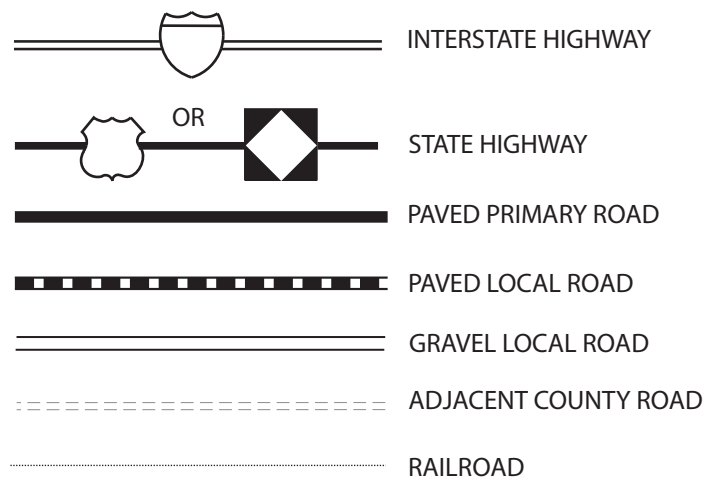 INTERSTATE HIGHWAY
OR
STATE HIGHWAY
PAVED PRIMARY ROAD
PAVED LOCAL ROAD
GRAVEL LOCAL ROAD
ADJACENT COUNTY ROAD
RAILROAD